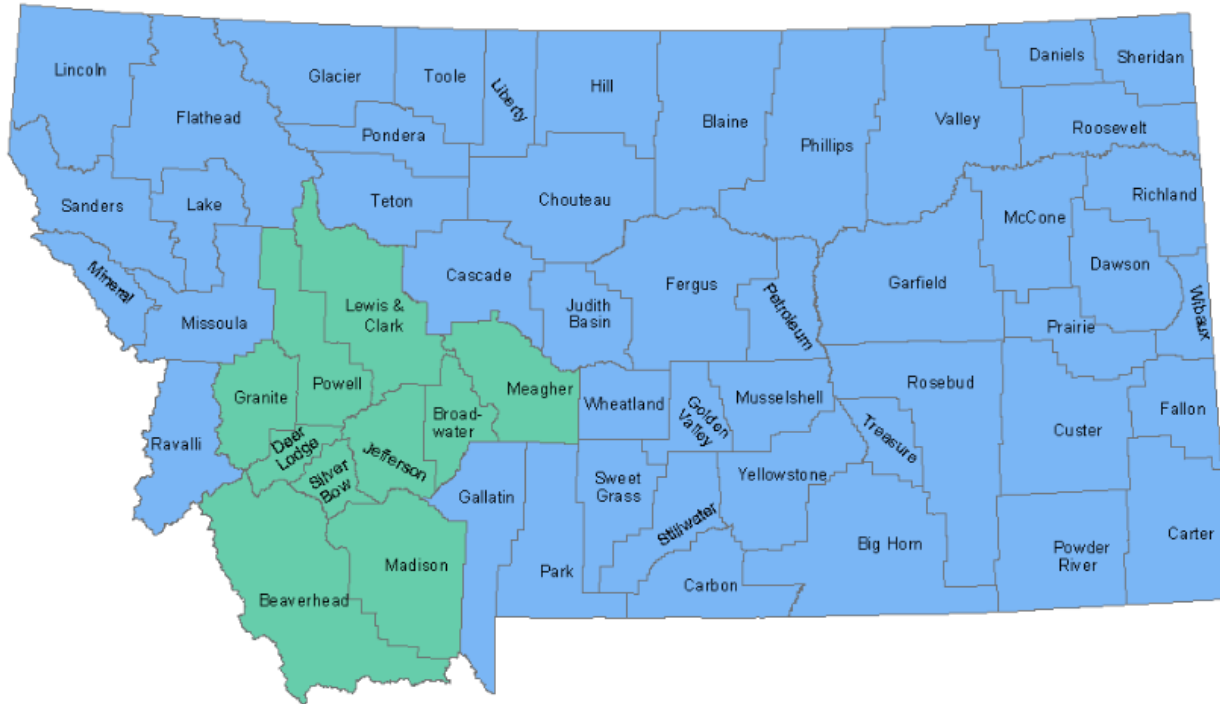 Lincoln
Flathead
Glacier
Toole
Liberty
Hill
Blaine
Phillips
Valley
Daniels
Sheridan
Roosevelt
Pondera
Teton
Chouteau
Sanders
Lake
McCone
Richland
Dawson
Mineral
Missoula
Lewis &
Clark
Cascade
Judith
Basin
Fergus
Petroleum
Garfield
Prairie
Wibaux
Granite
Powell
Meagher
Broad-
water
Wheatland
Golden
Valley
Musselshell
Rosebud
Treasure
Custer
Fallon
Ravalli
Deer
Lodge
Silver
Bow
Jefferson
Gallatin
Sweet
Grass
Stillwater
Yellowstone
Big Horn
Powder
River
Carter
Beaverhead
Madison
Park
Carbon